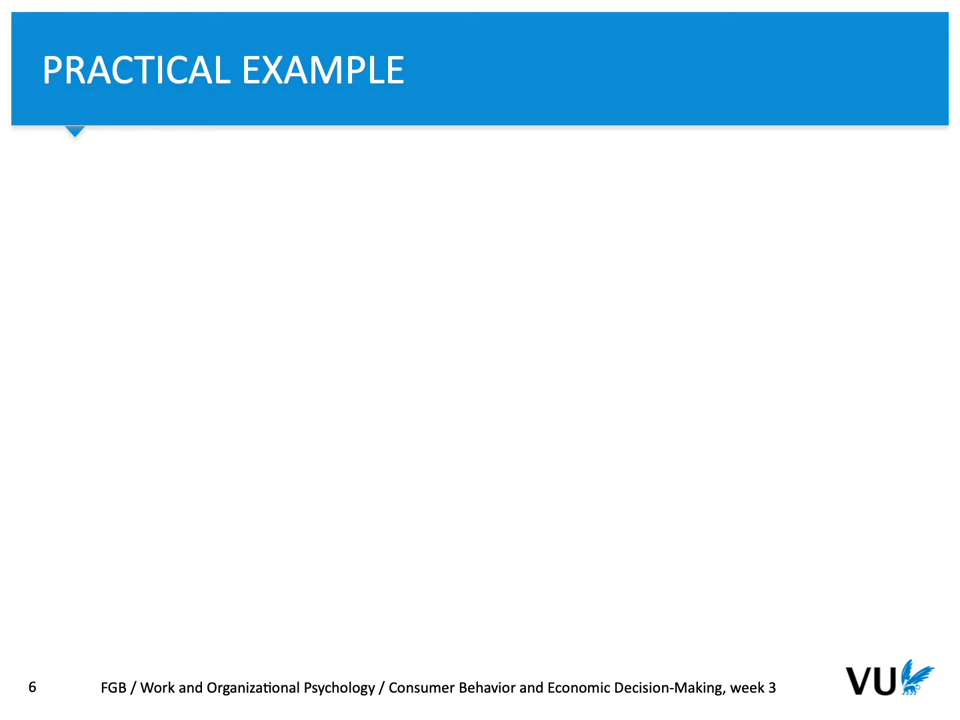 PRACTICAL EXAMPLE
6 FGB / Work and Organizational Psychology / Consumer Behavior and Economic Decision-Making, week 3
VU